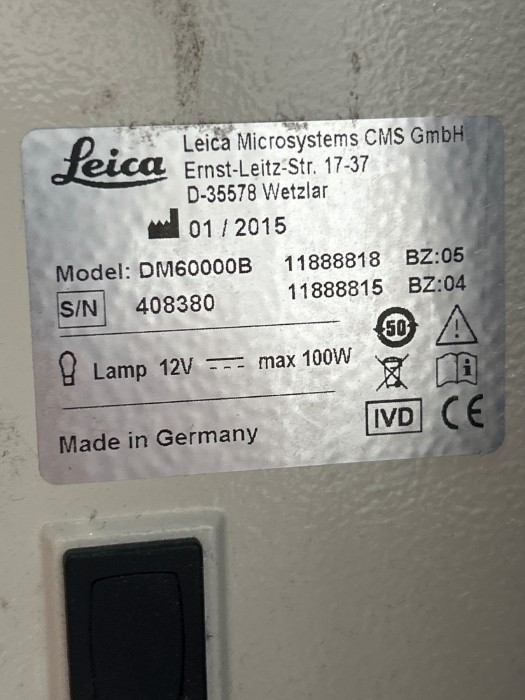 Leica
Leica Microsystems CMS GmbH
Ernst-Leitz-Str. 17-37
D-35578 Wetzlar
01 / 2015
Model: DM60000B 11888818 BZ:05
S/N 408380 11888815 BZ:04
50
Lamp 12V max 100W
IVD CE
Made in Germany